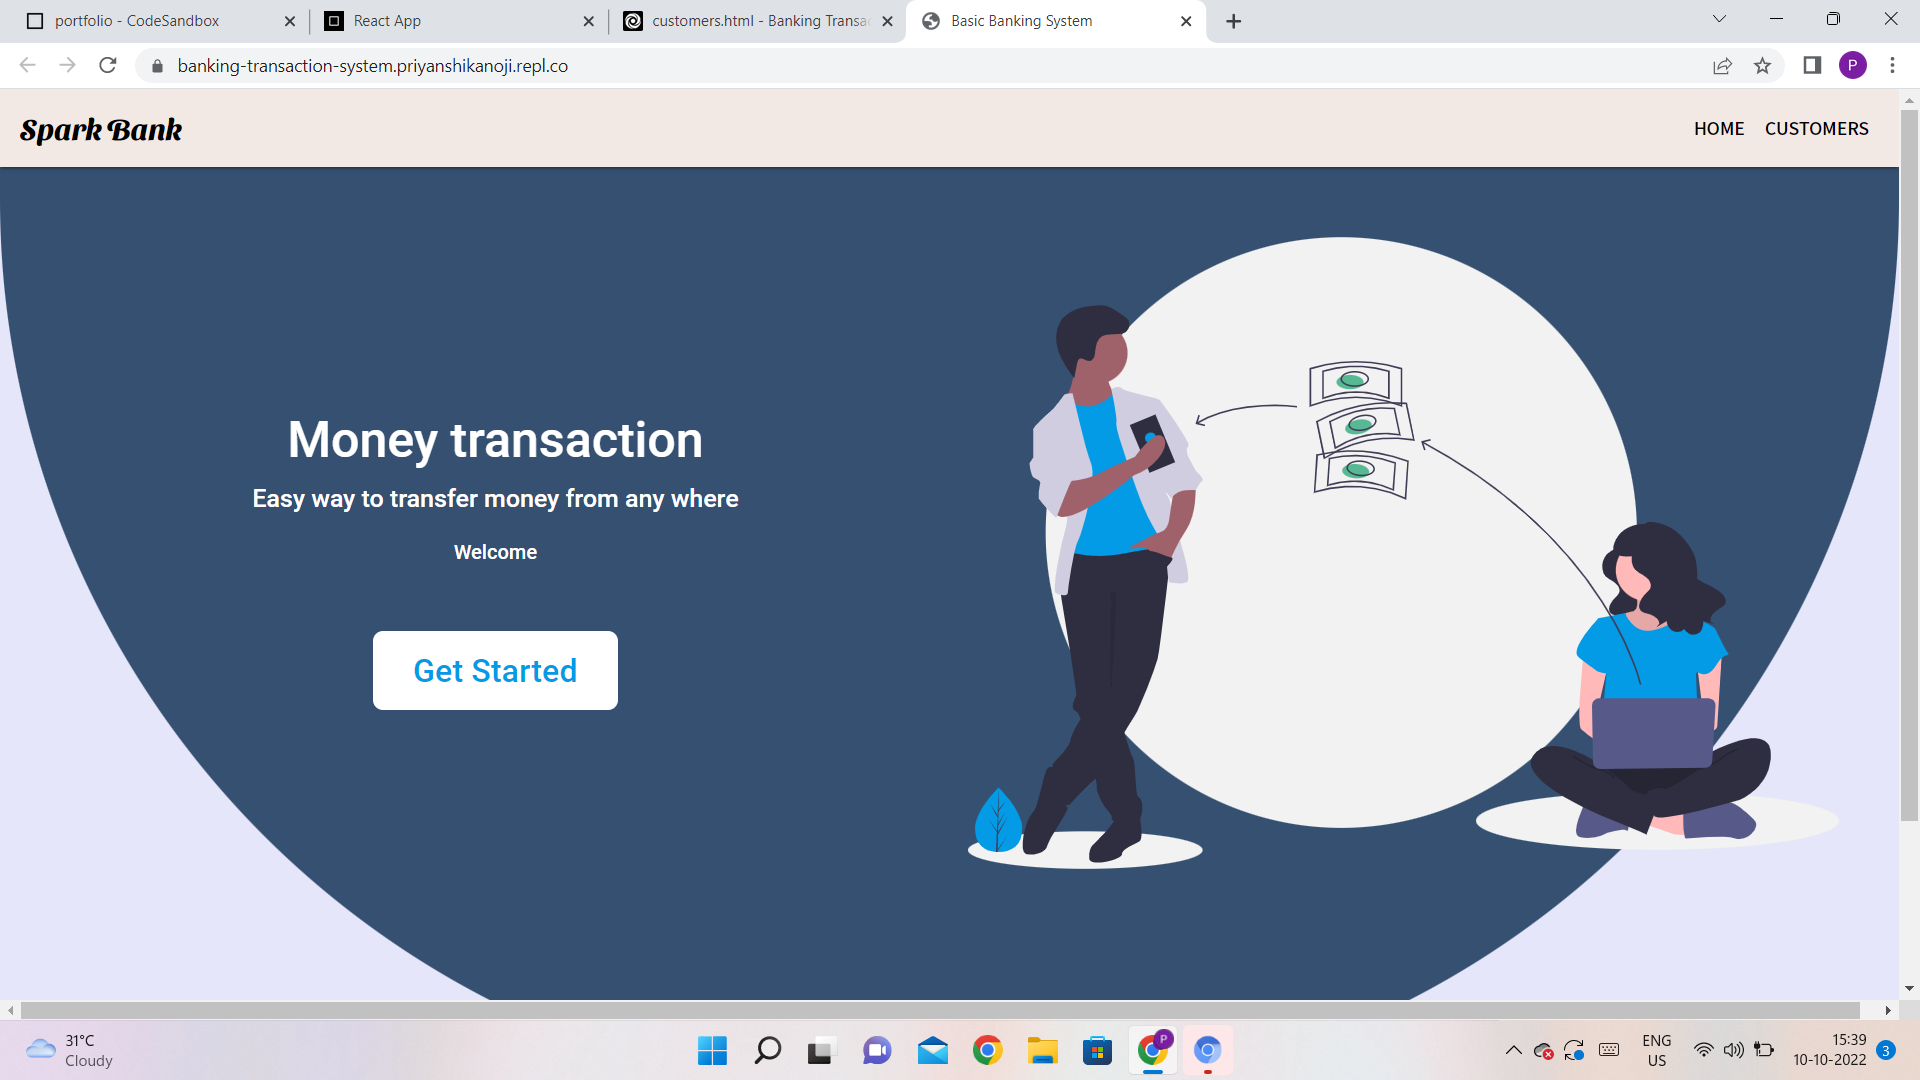 portfolio - CodeSandbox
React App
customers.html - Banking Transac
Basic Banking System
banking-transaction-system.priyanshikanoji.repl.co
P
Spark Bank
HOME
CUSTOMERS
Money transaction
Easy way to transfer money from any where
Welcome
Get Started
31°C
Cloudy
P
ENG
US
15:39
10-10-2022
3